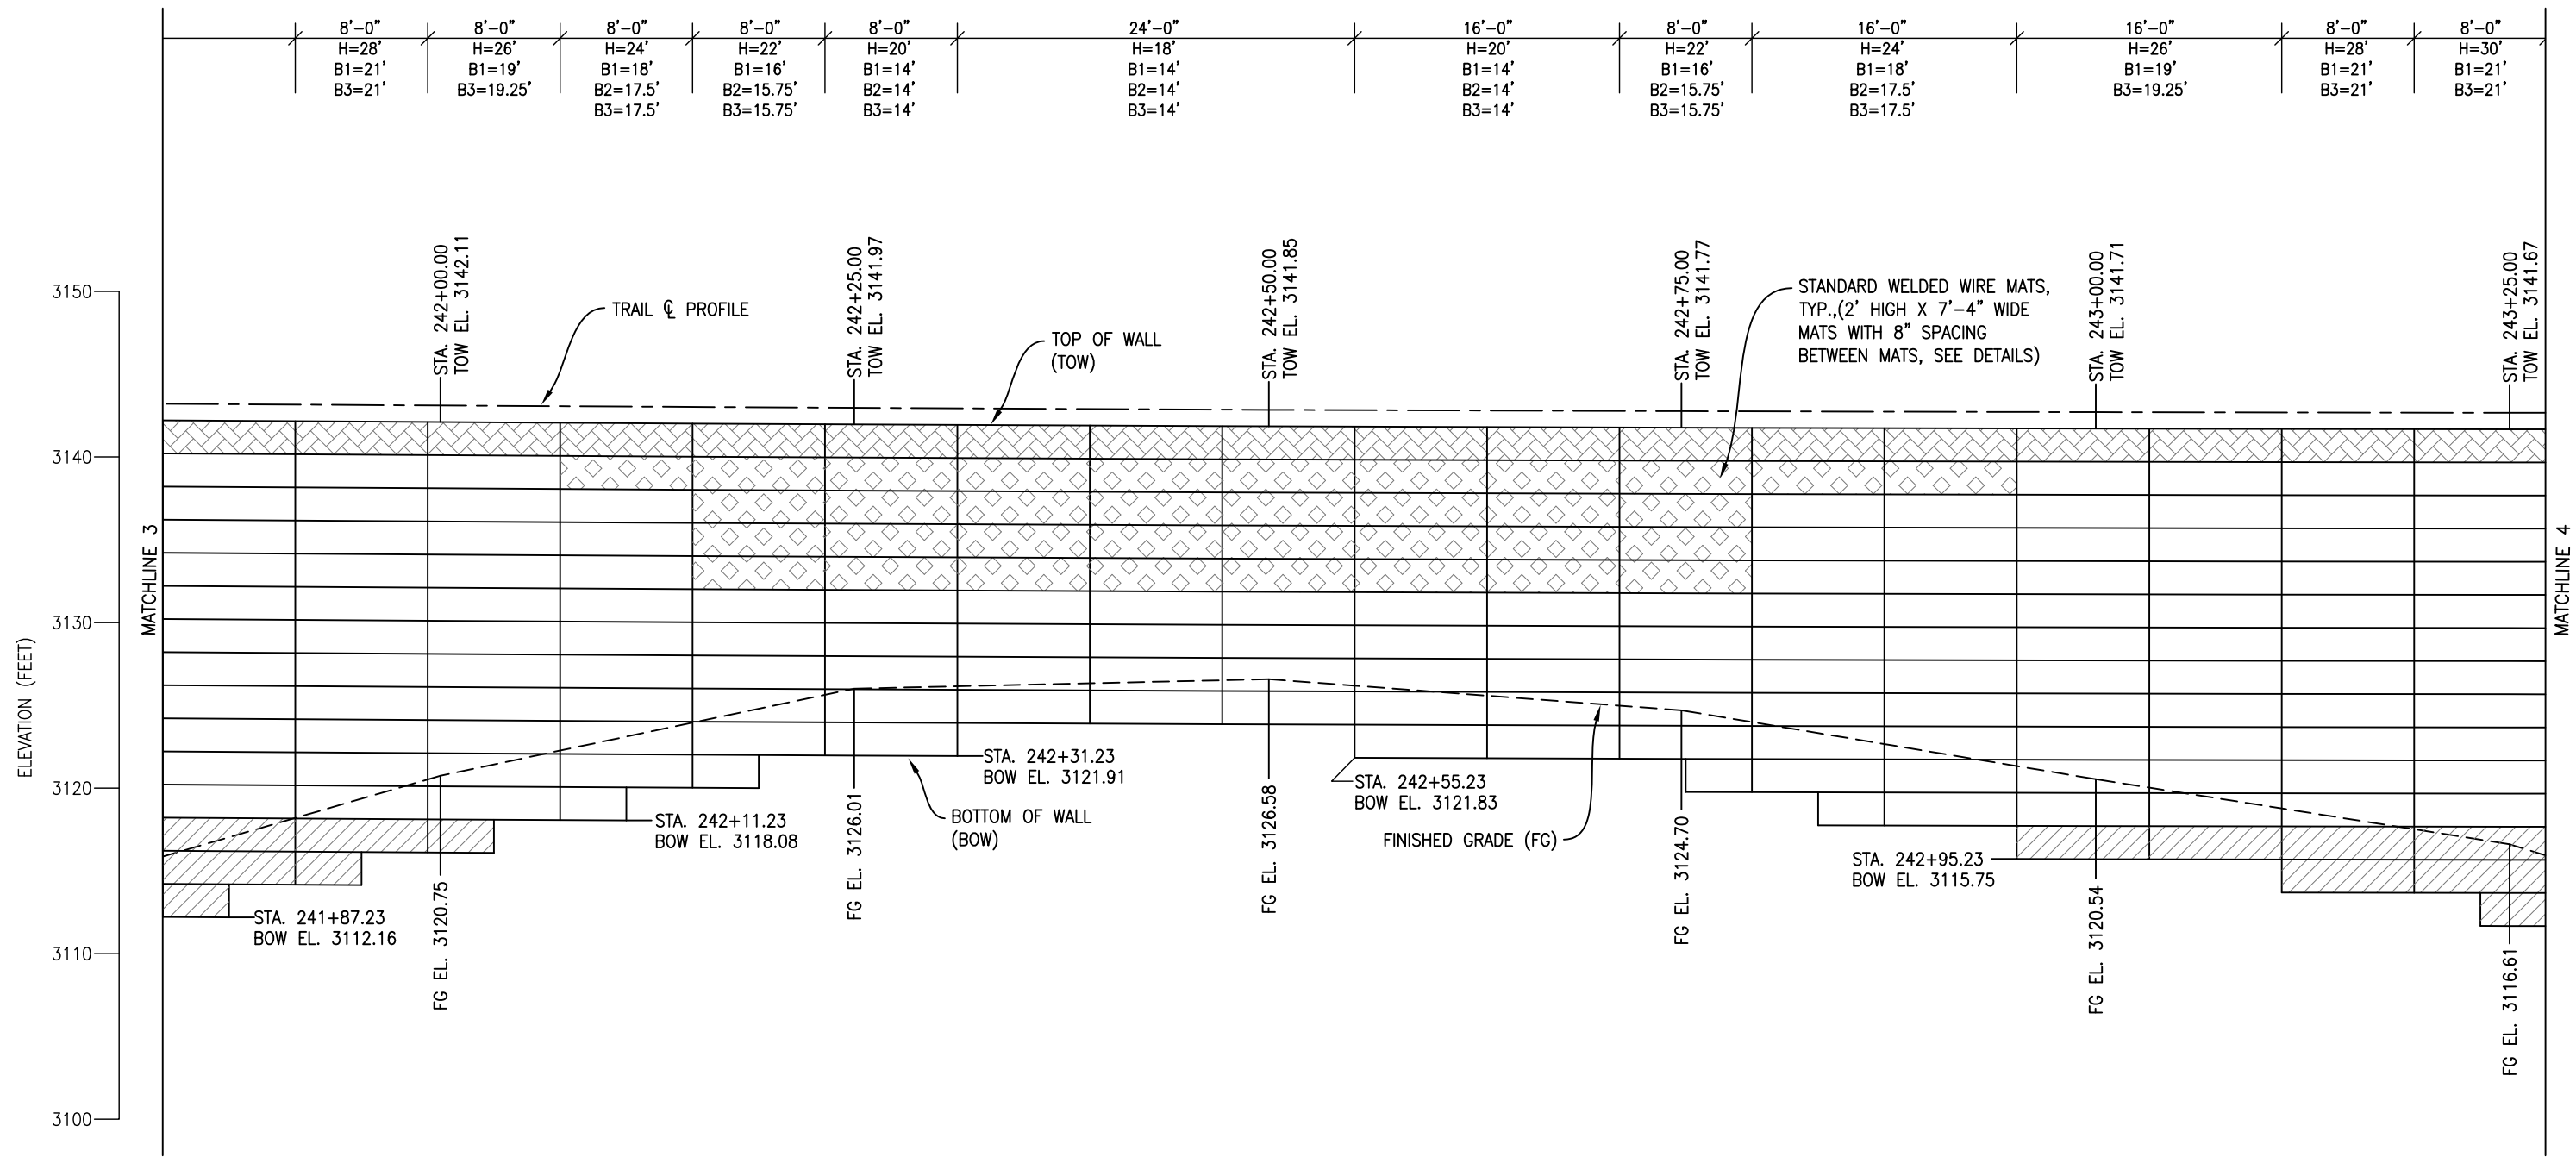 8'-0"
H=28'
B1=21'
B3=21'
8'-0"
H=26'
B1=19'
B3=19.25'
8'-0"
H=24'
B1=18'
B2=17.5'
B3=17.5'
8'-0"
H=22'
B1=16'
B2=15.75'
B3=15.75'
8'-0"
H=20'
B1=14'
B2=14'
B3=14'
24'-0"
H=18'
B1=14'
B2=14'
B3=14'
16'-0"
H=20'
B1=14'
B2=14'
B3=14'
8'-0"
H=22'
B1=16'
B2=15.75'
B3=15.75'
16'-0"
H=24'
B1=18'
B2=17.5'
B3=17.5'
16'-0"
H=26'
B1=19'
B3=19.25'
8'-0"
H=28'
B1=21'
B3=21'
8'-0"
H=30'
B1=21'
B3=21'
STA. 242+00.00
TOW EL. 3142.11
STA. 242+25.00
TOW EL. 3141.97
STA. 242+50.00
TOW EL. 3141.85
STA. 242+75.00
TOW EL. 3141.77
STA. 243+00.00
TOW EL. 3141.71
STA. 243+25.00
TOW EL. 3141.67
TRAIL ℄ PROFILE
TOP OF WALL
(TOW)
STANDARD WELDED WIRE MATS,
TYP.,(2' HIGH X 7'-4" WIDE
MATS WITH 8" SPACING
BETWEEN MATS, SEE DETAILS)
ELEVATION (FEET)
3150
3140
3130
3120
3110
3100
MATCHLINE 3
MATCHLINE 4
STA. 242+31.23
BOW EL. 3121.91
STA. 242+55.23
BOW EL. 3121.83
BOTTOM OF WALL
(BOW)
STA. 242+11.23
BOW EL. 3118.08
FINISHED GRADE (FG)
STA. 242+95.23
BOW EL. 3115.75
STA. 241+87.23
BOW EL. 3112.16
FG EL. 3120.75
FG EL. 3126.01
FG EL. 3126.58
FG EL. 3124.70
FG EL. 3120.54
FG EL. 3116.61